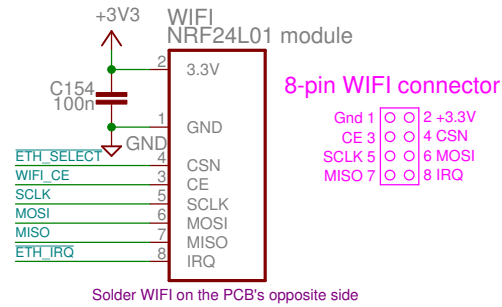 +3V3
WIFI
NRF24L01 module
2 3.3V
C154
100n
1 GND
GND
ETH_SELECT 4 CSN
WIFI_CE 3 CE
SCLK 5 SCLK
MOSI 6 MOSI
MISO 7 MISO
ETH_IRQ 8 IRQ
8-pin WIFI connector
Gnd 1 2 +3.3V
CE 3 4 CSN
SCLK 5 6 MOSI
MISO 7 8 IRQ
Solder WIFI on the PCB's opposite side